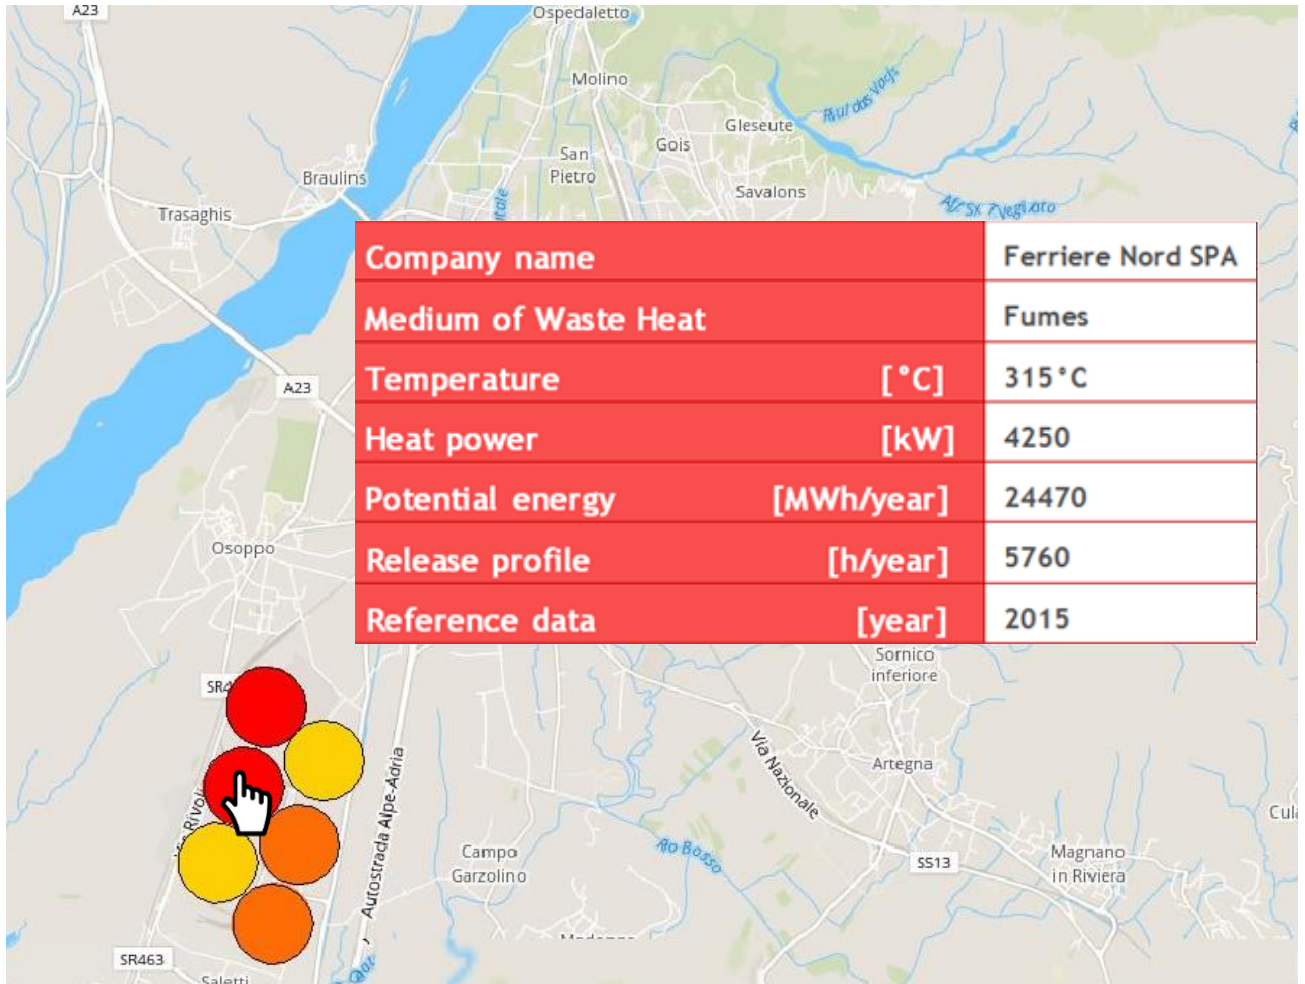 A23
Ospedaletto
Molino
Rivul das Vadis
Gleseute
Gois
San
Pietro
Braulins
Savalons
Trasaghis
Company name Ferriere Nord SPA
Medium of Waste Heat Fumes
Temperature [°C] 315°C
A23
Heat power [kW] 4250
Potential energy [MWh/year] 24470
Osoppo
Release profile [h/year] 5760
Reference data [year] 2015
Sornico
inferiore
Via Nazionale
Artegna
Autostrada Alpe-Adria
Campo
Garzolino
Rio Bosso
SS13
Magnano
in Riviera
SR463
Saletti